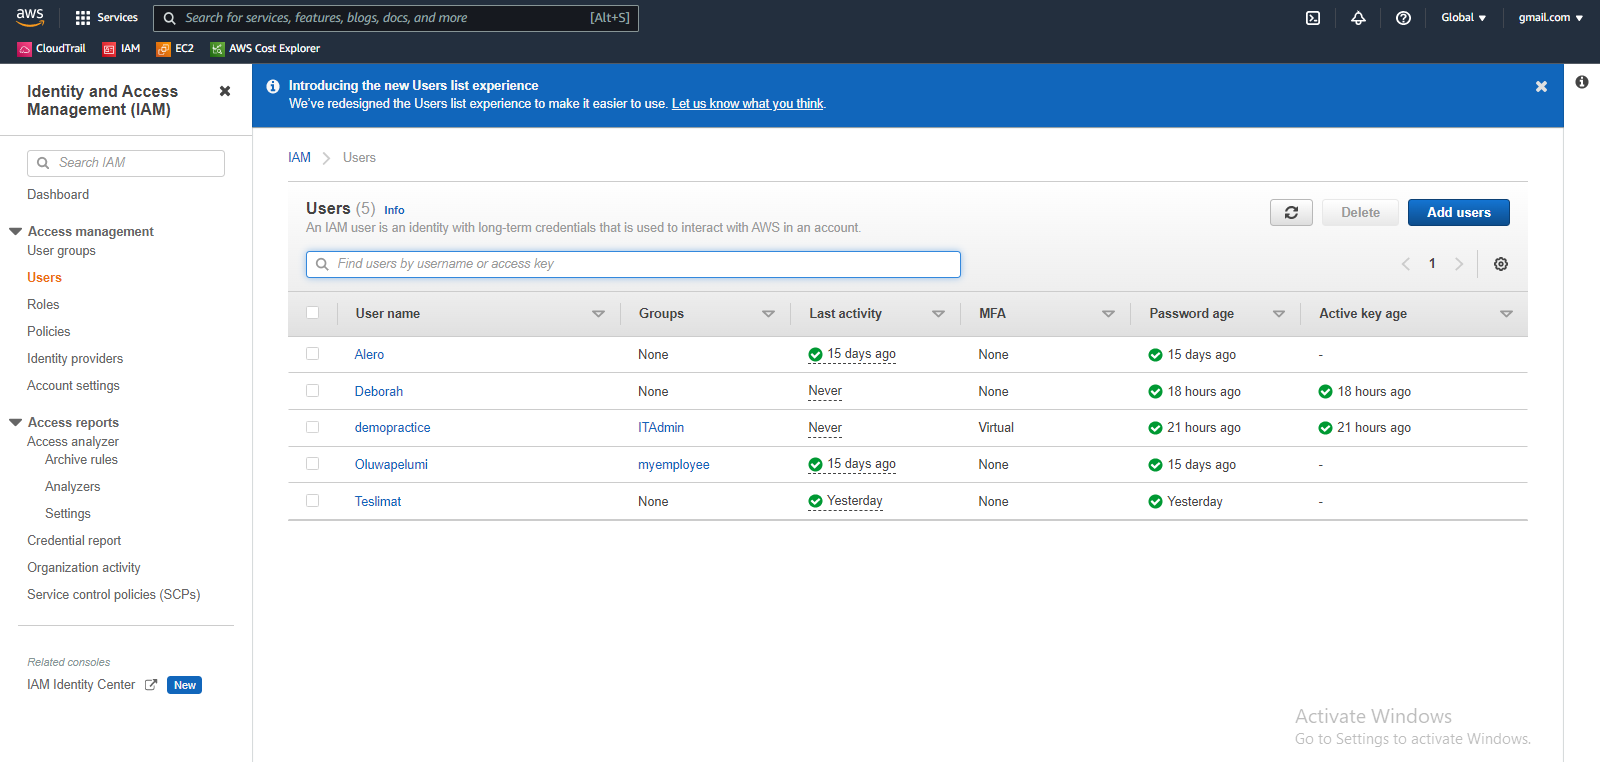 aws
Services
Search for services, features, blogs, docs, and more
[Alt+S]
Global
gmail.com
CloudTrail
IAM
EC2
AWS Cost Explorer
Identity and Access
Management (IAM)
Search IAM
Dashboard
Access management
User groups
Users
Roles
Policies
Identity providers
Account settings
Access reports
Access analyzer
Archive rules
Analyzers
Settings
Credential report
Organization activity
Service control policies (SCPs)
Related consoles
IAM Identity Center
New
Introducing the new Users list experience
We've redesigned the Users list experience to make it easier to use. Let us know what you think.
IAM > Users
Users (5) Info
An IAM user is an identity with long-term credentials that is used to interact with AWS in an account.
Delete
Add users
Find users by username or access key
1
User name Groups Last activity MFA Password age Active key age
Alero None 15 days ago None 15 days ago -
Deborah None Never None 18 hours ago 18 hours ago
demopractice ITAdmin Never Virtual 21 hours ago 21 hours ago
Oluwapelumi myemployee 15 days ago None 15 days ago -
Teslimat None Yesterday None Yesterday -
Activate Windows
Go to Settings to activate Windows.